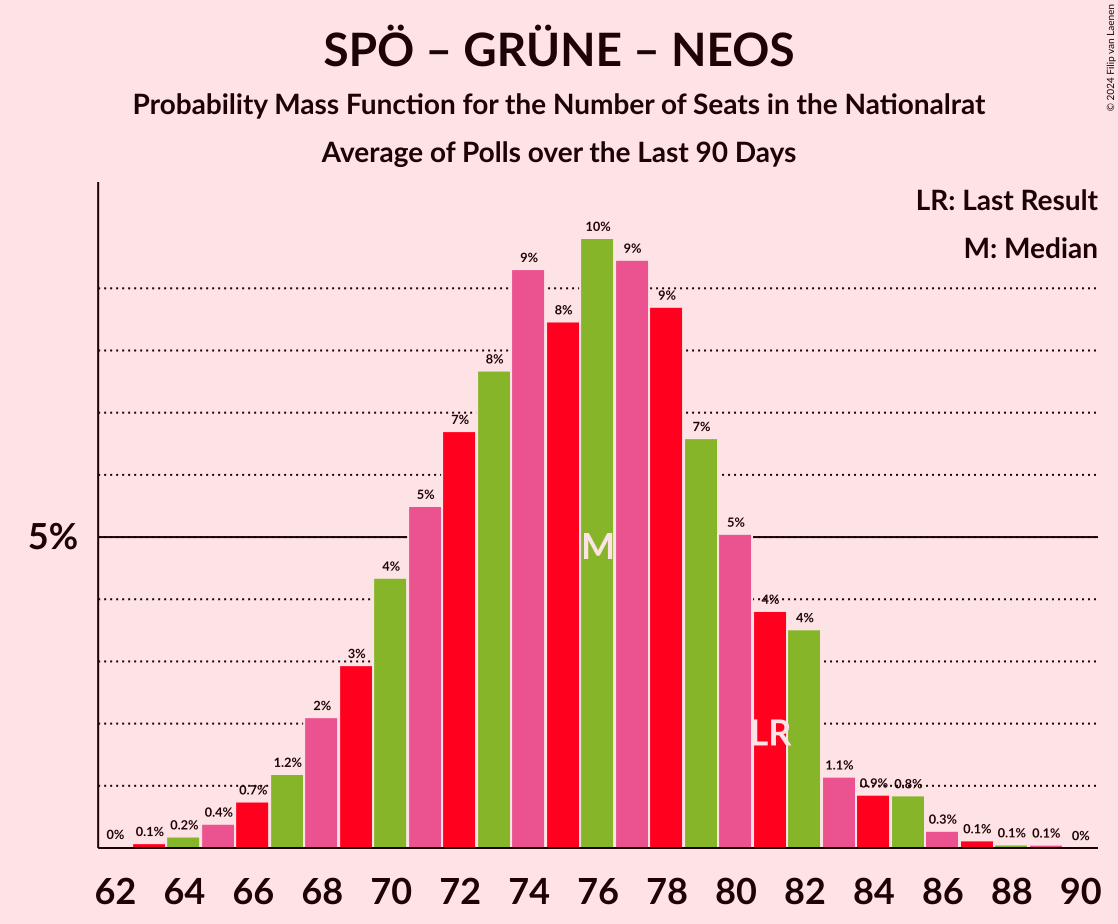 SPÖ – GRÜNE – NEOS
Probability Mass Function for the Number of Seats in the Nationalrat
Average of Polls over the Last 90 Days
© 2024 Filip van Laenen
LR: Last Result
M: Median
5%
0% 0.1% 0.2% 0.4% 0.7% 1.2% 2% 3% 4% 5% 7% 8% 9% 8% 10% 9% 9% 7% 5% 4% 4% 1.1% 0.9% 0.8% 0.3% 0.1% 0.1% 0.1% 0%
M
LR
62 64 66 68 70 72 74 76 78 80 82 84 86 88 90